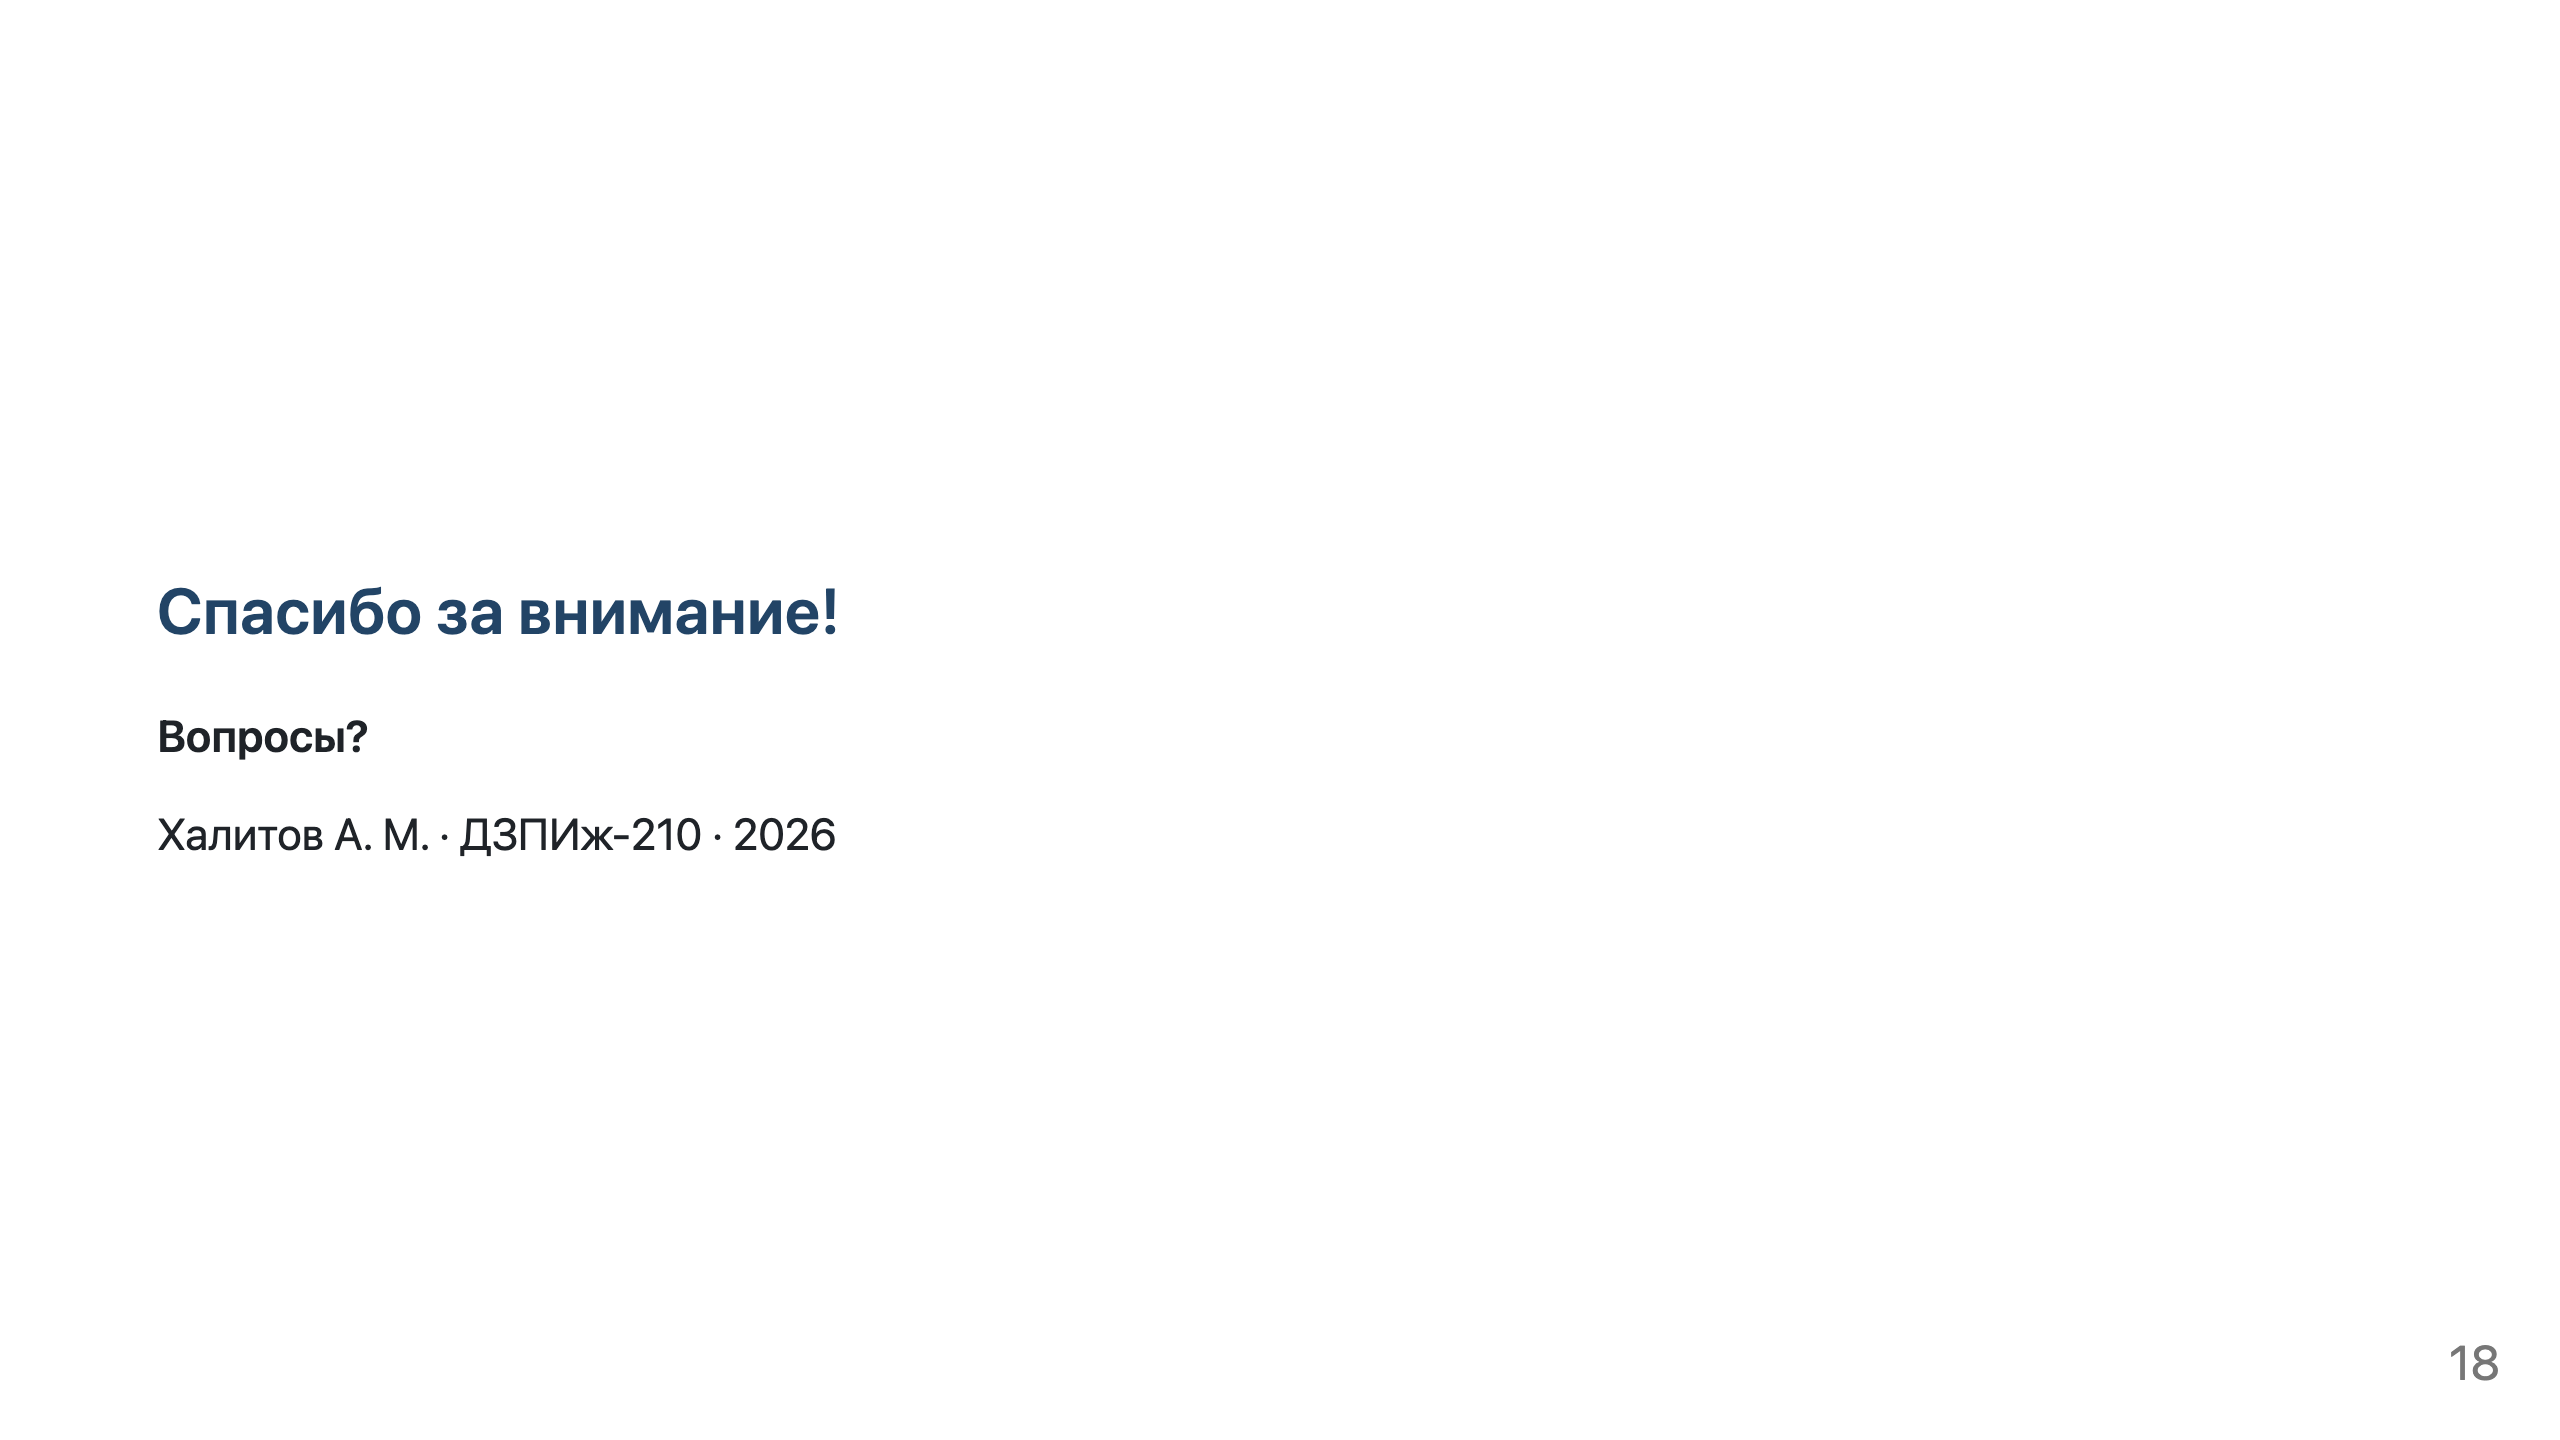 Спасибо за внимание!
Вопросы?
Халитов А. М. · ДЗПИж-210 · 2026
18